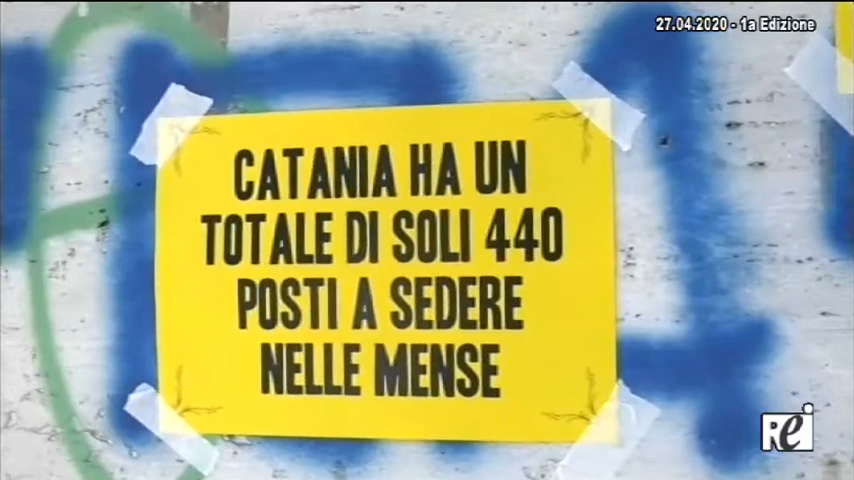 27.04.2020 - 1a Edizione
CATANIA HA UN
TOTALE DI SOLI 440
POSTI A SEDERE
NELLE MENSE
REi